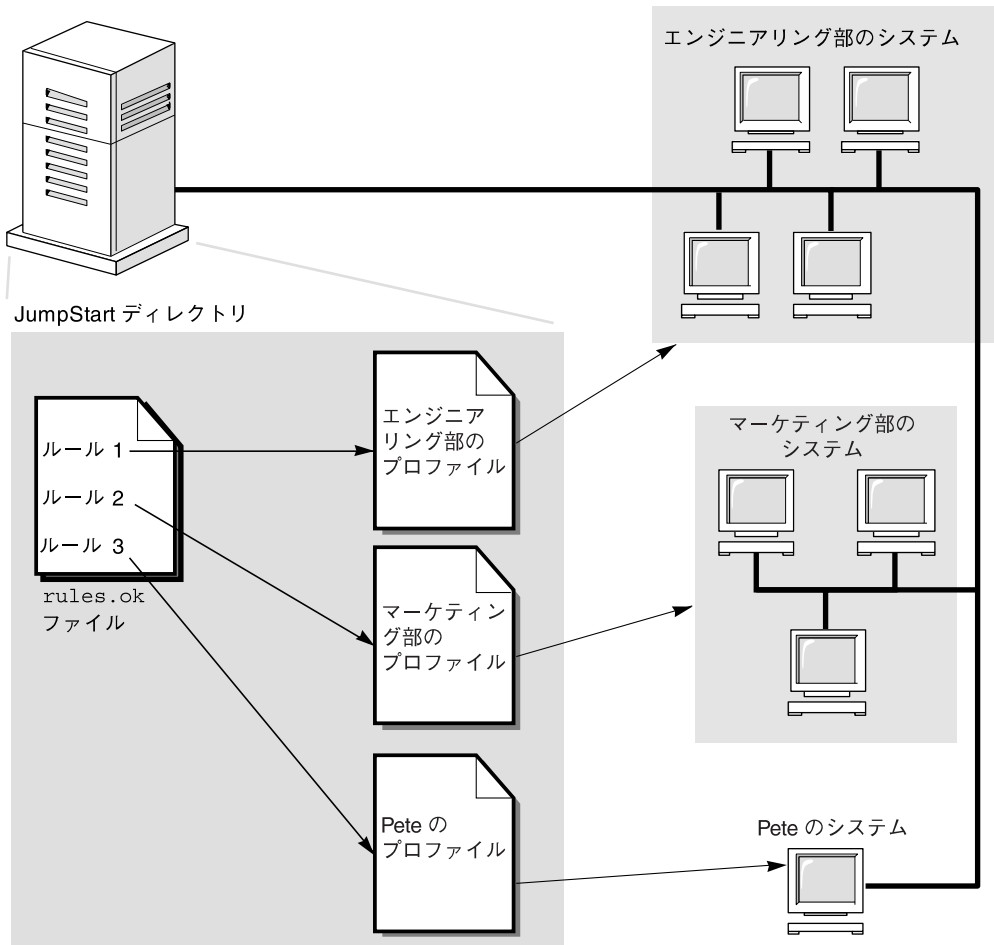 エンジニアリング部のシステム
JumpStart ディレクトリ
ルール 1
ルール 2
ルール 3
rules.ok
ファイル
エンジニア
リング部の
プロファイル
マーケティン
グ部の
プロファイル
Pete の
プロファイル
マーケティング部の
システム
Pete のシステム